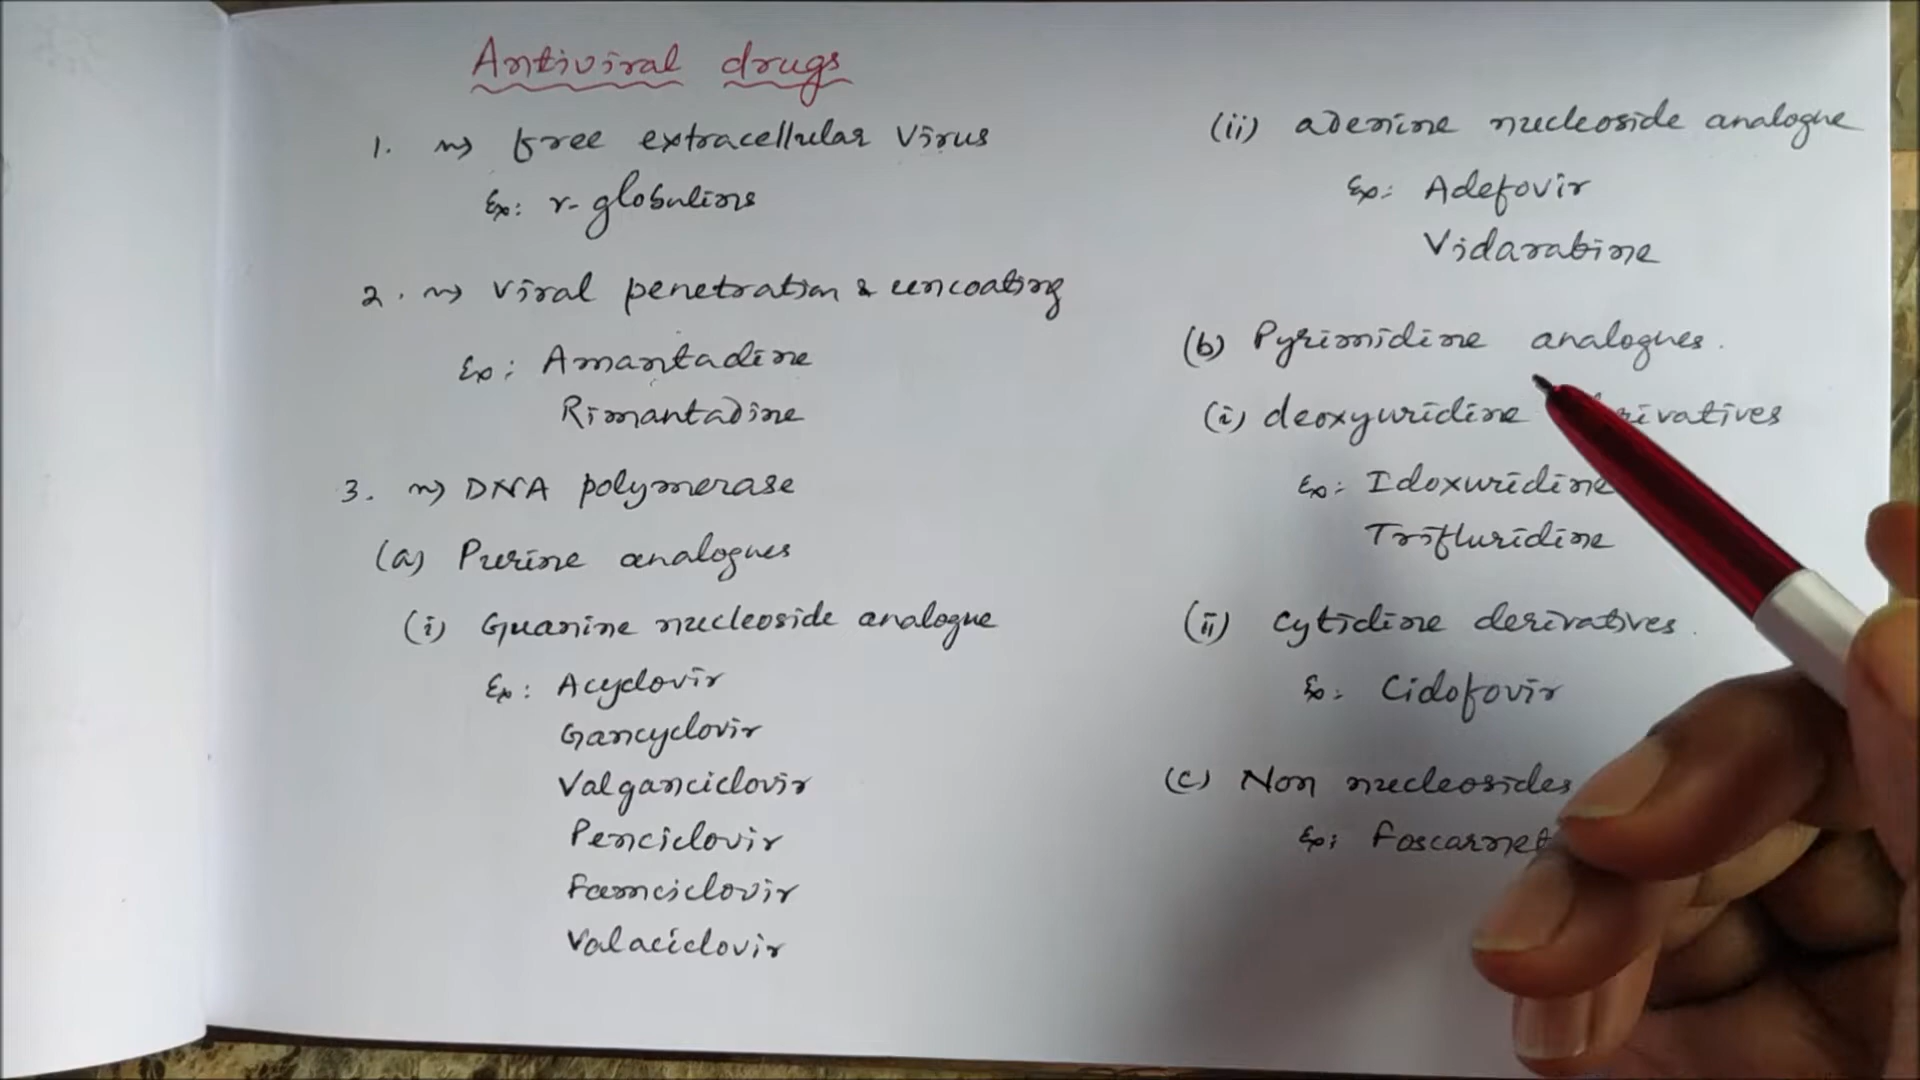 Antiviral drugs
1. ⇝ free extracellular virus
Ex: γ-globulins
2. ⇝ Viral penetration & uncoating
Ex: Amantadine
Rimantadine
3. ⇝ DNA polymerase
(a) Purine analogues
(i) Guanine nucleoside analogue
Ex: Acyclovir
Gancyclovir
Valganciclovir
Penciclovir
Famciclovir
Valaciclovir
(ii) adenine nucleoside analogue
Ex: Adefovir
Vidarabine
(b) Pyrimidine analogues.
(i) deoxyuridine rivatives
Ex: Idoxuridine
Trifluridine
(ii) Cytidine derivatives.
Ex: Cidofovir
(c) Non nucleosides
Ex: Foscarnet